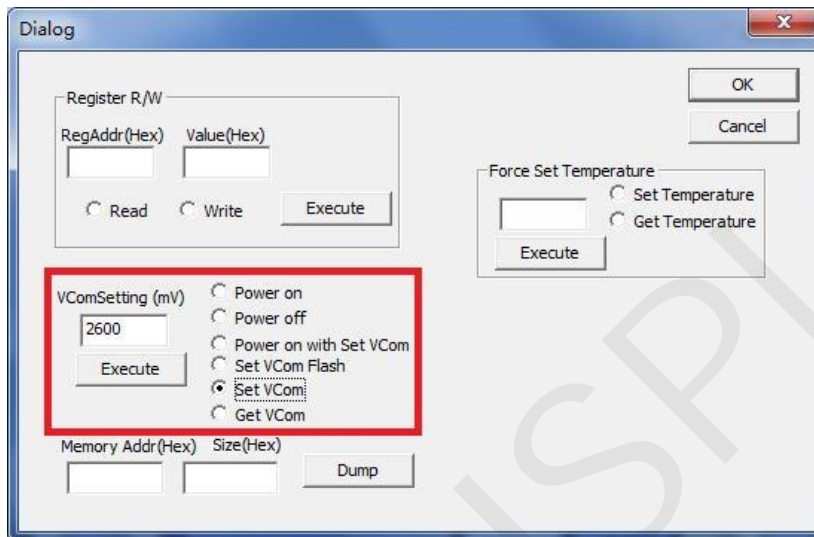 Dialog
OK
Cancel
Register R/W
RegAddr(Hex) Value(Hex)
Read Write Execute
Force Set Temperature
Set Temperature
Get Temperature
Execute
VComSetting (mV)
2600
Execute
Power on
Power off
Power on with Set VCom
Set VCom Flash
Set VCom
Get VCom
Memory Addr(Hex) Size(Hex)
Dump